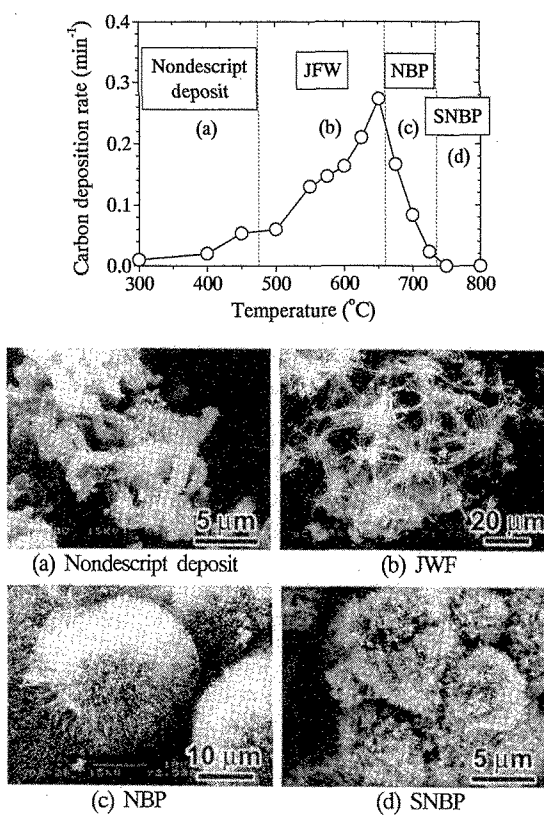 Carbon deposition rate (min⁻¹)
0.4
0.3
0.2
0.1
0.0
Nondescript
deposit
JFW
NBP
SNBP
(a)
(b)
(c)
(d)
300 400 500 600 700 800
Temperature (°C)
5 μm
20 μm
(a) Nondescript deposit
(b) JWF
10 μm
5 μm
(c) NBP
(d) SNBP